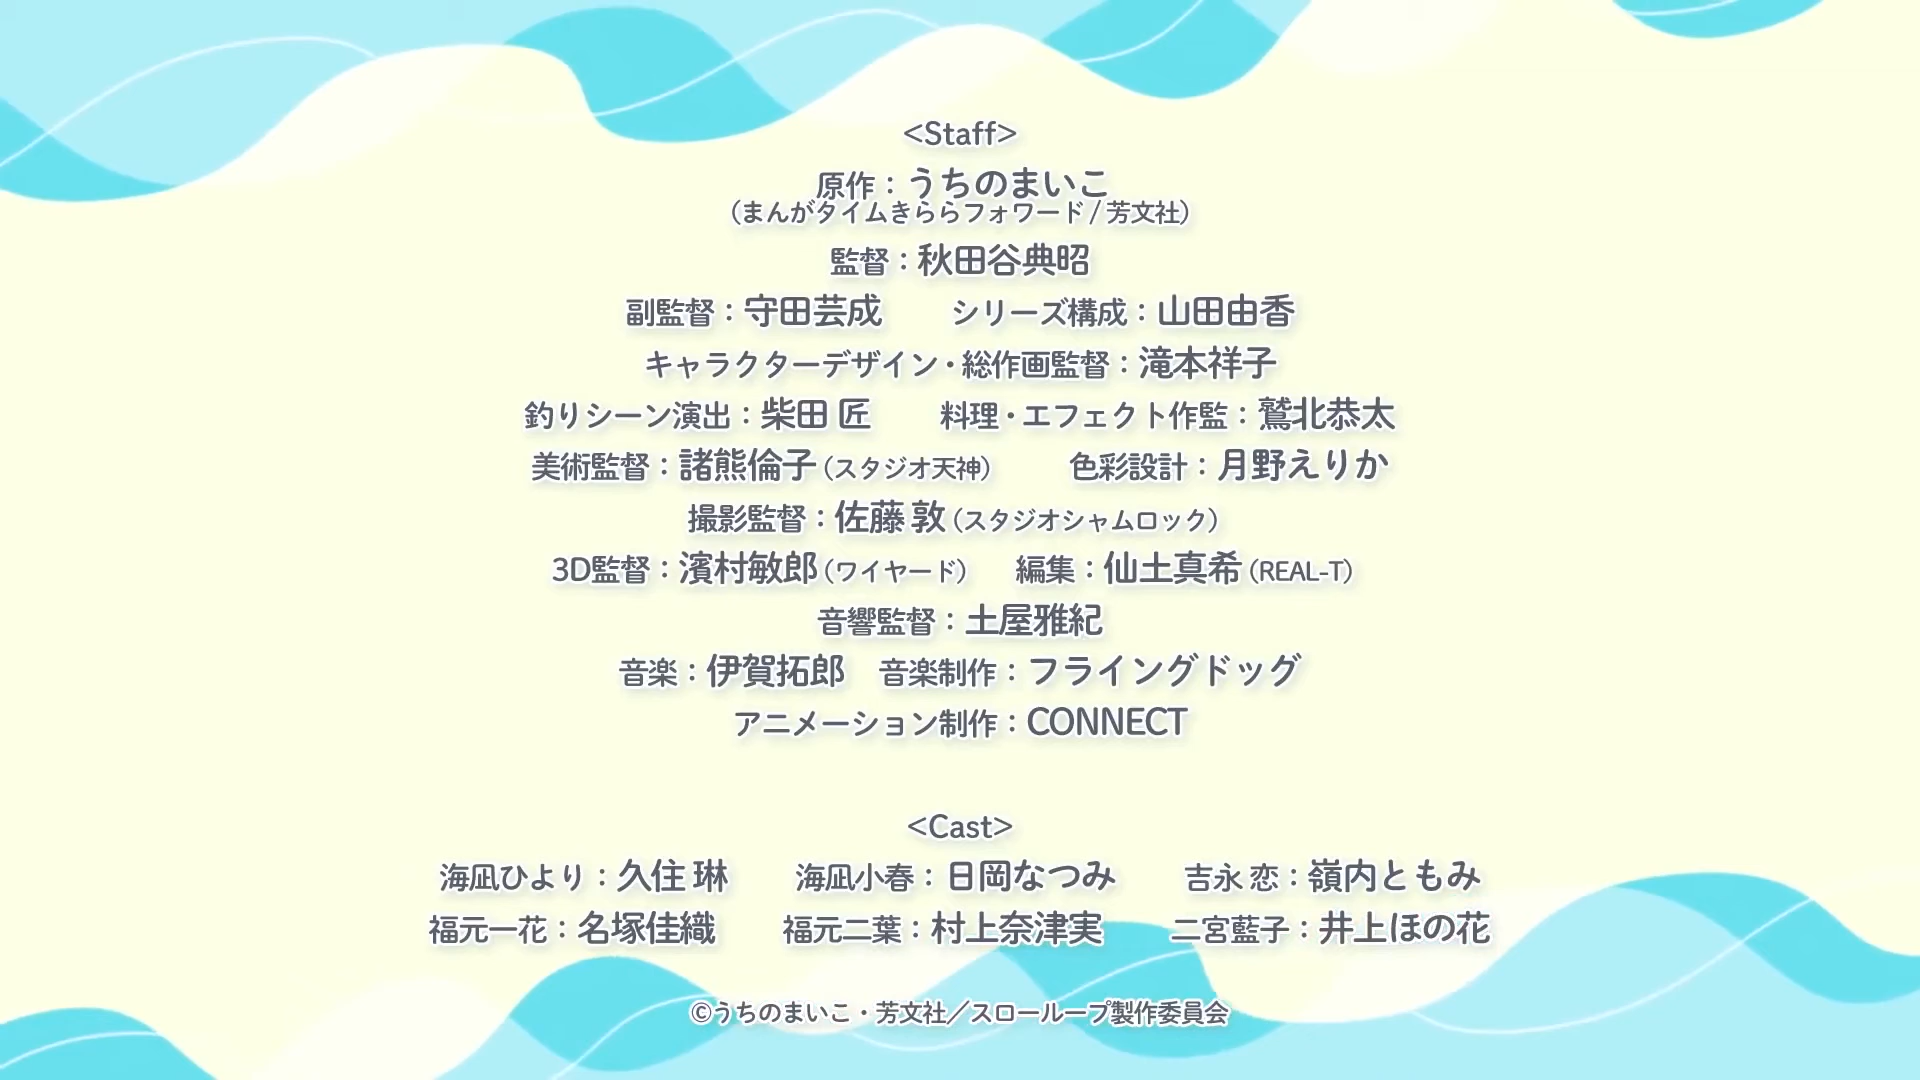 <Staff>
原作：うちのまいこ
（まんがタイムきららフォワード / 芳文社）
監督：秋田谷典昭
副監督：守田芸成　シリーズ構成：山田由香
キャラクターデザイン・総作画監督：滝本祥子
釣りシーン演出：柴田 匠　料理・エフェクト作監：鷲北恭太
美術監督：諸熊倫子（スタジオ天神）　色彩設計：月野えりか
撮影監督：佐藤 敦（スタジオシャムロック）
3D監督：濱村敏郎（ワイヤード）　編集：仙土真希（REAL-T）
音響監督：土屋雅紀
音楽：伊賀拓郎　音楽制作：フライングドッグ
アニメーション制作：CONNECT
<Cast>
海凪ひより：久住 琳　海凪小春：日岡なつみ　吉永 恋：嶺内ともみ
福元一花：名塚佳織　福元二葉：村上奈津実　二宮藍子：井上ほの花
©うちのまいこ・芳文社／スローループ製作委員会